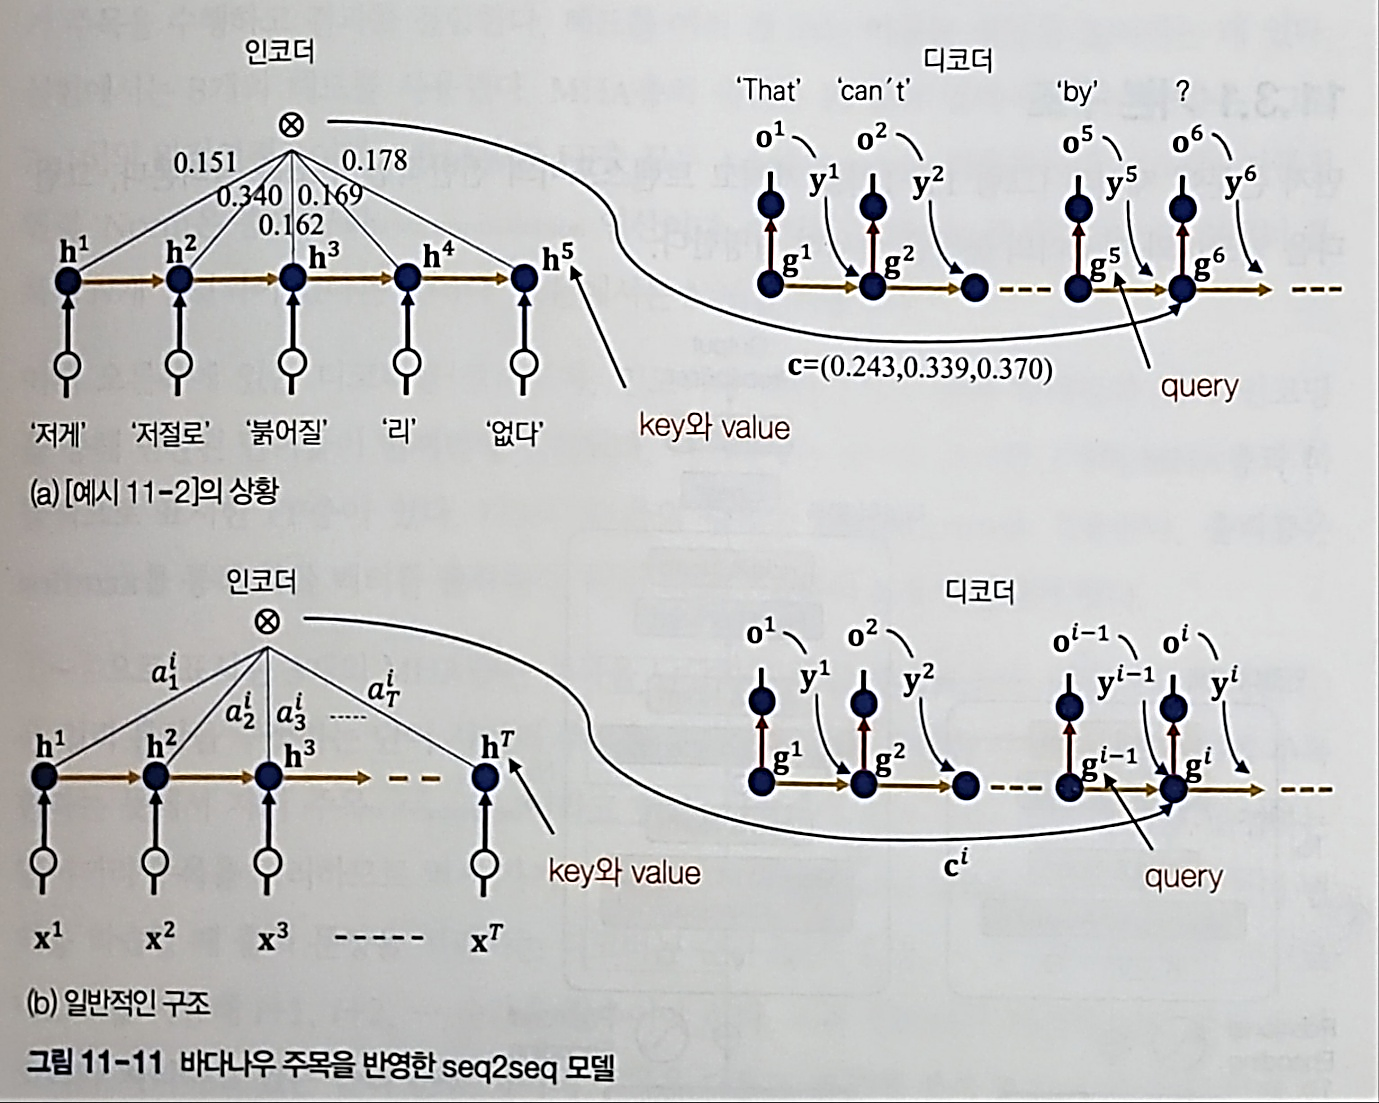 인코더
디코더
'That' 'can´t' 'by' ?
o¹ o² o⁵ o⁶
y¹ y² y⁵ y⁶
0.151 0.178
0.340 0.169
0.162
h¹ h² h³ h⁴ h⁵
g¹ g² g⁵ g⁶
c=(0.243,0.339,0.370)
query
key와 value
'저게' '저절로' '붉어질' '리' '없다'
(a) [예시 11-2]의 상황
인코더
디코더
o¹ o² oⁱ⁻¹ oⁱ
y¹ y² yⁱ⁻¹ yⁱ
a₁ⁱ a₂ⁱ a₃ⁱ ----- a_Tⁱ
h¹ h² h³ hᵀ
g¹ g² gⁱ⁻¹ gⁱ
cⁱ
key와 value
query
x¹ x² x³ ----- xᵀ
(b) 일반적인 구조
그림 11-11 바다나우 주목을 반영한 seq2seq 모델